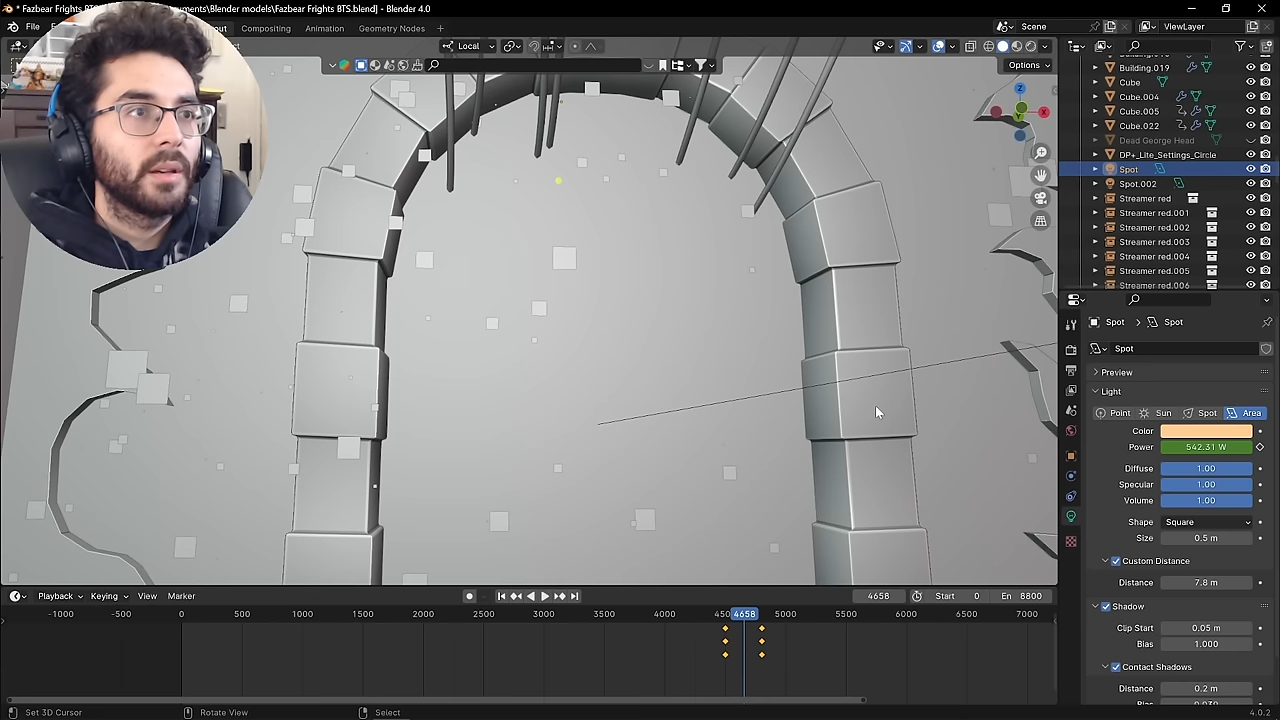 * Fazbear Frights BTS
uments\Blender models\Fazbear Frights BTS.blend] - Blender 4.0
File
out Compositing Animation Geometry Nodes +
Scene
ViewLayer
Local
Options
Building.019
Cube
Cube.004
Cube.005
Cube.022
Dead George Head
DP+_Lite_Settings_Circle
Spot
Spot.002
Streamer red
Streamer red.001
Streamer red.002
Streamer red.003
Streamer red.004
Streamer red.005
Streamer red.006
Z
X
Y
Spot > Spot
Spot
Preview
Light
Point Sun Spot Area
Color
Power 542.31 W
Diffuse 1.00
Specular 1.00
Volume 1.00
Shape Square
Size 0.5 m
Custom Distance
Distance 7.8 m
Shadow
Clip Start 0.05 m
Bias 1.000
Contact Shadows
Distance 0.2 m
Bias 0.030
Playback Keying View Marker
4658 Start 0 En 8800
-1000 -500 0 500 1000 1500 2000 2500 3000 3500 4000 450 4658 5000 5500 6000 6500 7000
Set 3D Cursor Rotate View Select
4.0.2